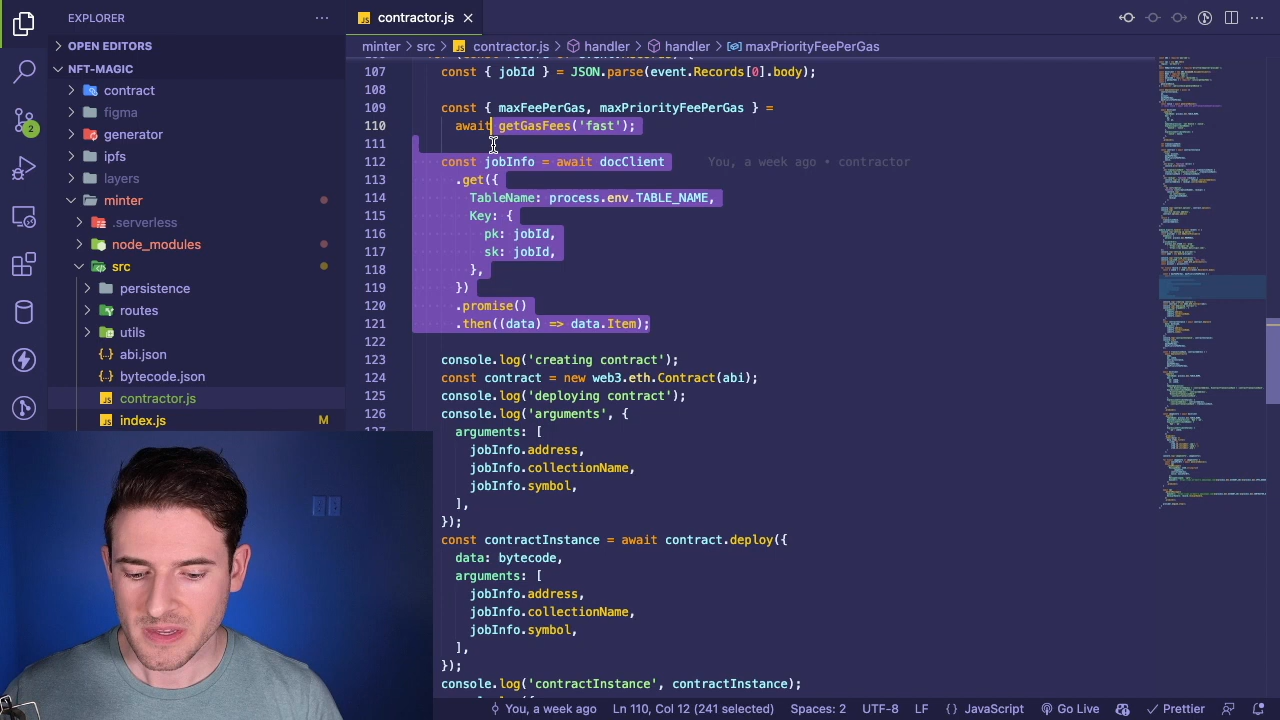 EXPLORER
contractor.js
OPEN EDITORS
NFT-MAGIC
contract
figma
generator
ipfs
layers
minter
.serverless
node_modules
src
persistence
routes
utils
abi.json
bytecode.json
contractor.js
index.js M
2
minter › src › contractor.js › handler › handler › maxPriorityFeePerGas
107 const { jobId } = JSON.parse(event.Records[0].body);
108
109 const { maxFeePerGas, maxPriorityFeePerGas } =
110 await getGasFees('fast');
111
112 const jobInfo = await docClient You, a week ago • contractor
113 .get({
114 TableName: process.env.TABLE_NAME,
115 Key: {
116 pk: jobId,
117 sk: jobId,
118 },
119 })
120 .promise()
121 .then((data) => data.Item);
122
123 console.log('creating contract');
124 const contract = new web3.eth.Contract(abi);
125 console.log('deploying contract');
126 console.log('arguments', {
arguments: [
jobInfo.address,
jobInfo.collectionName,
jobInfo.symbol,
],
});
const contractInstance = await contract.deploy({
data: bytecode,
arguments: [
jobInfo.address,
jobInfo.collectionName,
jobInfo.symbol,
],
});
console.log('contractInstance', contractInstance);
You, a week ago Ln 110, Col 12 (241 selected) Spaces: 2 UTF-8 LF {} JavaScript Go Live Prettier